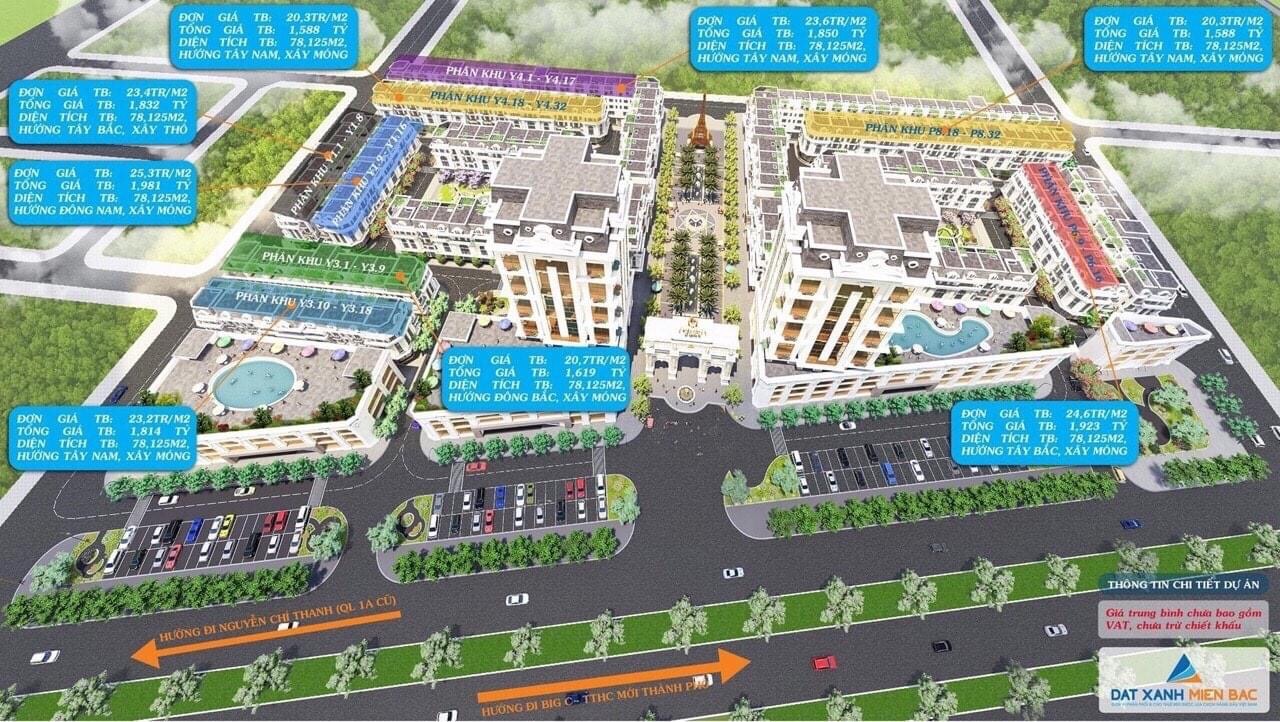 ĐƠN GIÁ TB: 20,3TR/M2
TỔNG GIÁ TB: 1,588 TỶ
DIỆN TÍCH TB: 78,125M2,
HƯỚNG TÂY NAM, XÂY MÓNG
ĐƠN GIÁ TB: 23,6TR/M2
TỔNG GIÁ TB: 1,850 TỶ
DIỆN TÍCH TB: 78,125M2,
HƯỚNG TÂY NAM, XÂY MÓNG
ĐƠN GIÁ TB: 20,3TR/M2
TỔNG GIÁ TB: 1,588 TỶ
DIỆN TÍCH TB: 78,125M2,
HƯỚNG TÂY NAM, XÂY MÓNG
ĐƠN GIÁ TB: 23,4TR/M2
TỔNG GIÁ TB: 1,832 TỶ
DIỆN TÍCH TB: 78,125M2,
HƯỚNG TÂY BẮC, XÂY THÔ
PHÂN KHU Y4.1 - Y4.17
PHÂN KHU Y4.18 - Y4.32
PHÂN KHU P8.18 - P8.32
PHÂN KHU Y1.1 - Y1.8
PHÂN KHU Y1.9 - Y1.16
ĐƠN GIÁ TB: 25,3TR/M2
TỔNG GIÁ TB: 1,981 TỶ
DIỆN TÍCH TB: 78,125M2,
HƯỚNG ĐÔNG NAM, XÂY MÓNG
PHÂN KHU
PHÂN KHU Y3.1 - Y3.9
PHÂN KHU Y3.10 - Y3.18
ĐƠN GIÁ TB: 20,7TR/M2
TỔNG GIÁ TB: 1,619 TỶ
DIỆN TÍCH TB: 78,125M2,
HƯỚNG ĐÔNG BẮC, XÂY MÓNG
ĐƠN GIÁ TB: 23,2TR/M2
TỔNG GIÁ TB: 1,814 TỶ
DIỆN TÍCH TB: 78,125M2,
HƯỚNG TÂY NAM, XÂY MÓNG
ĐƠN GIÁ TB: 24,6TR/M2
TỔNG GIÁ TB: 1,923 TỶ
DIỆN TÍCH TB: 78,125M2,
HƯỚNG TÂY BẮC, XÂY MÓNG
HƯỚNG ĐI NGUYỄN CHÍ THANH (QL 1A CŨ)
HƯỚNG ĐI BIG C - TTHC MỚI THÀNH PHỐ
THÔNG TIN CHI TIẾT DỰ ÁN
Giá trung bình chưa bao gồm
VAT, chưa trừ chiết khấu
DAT XANH MIEN BAC